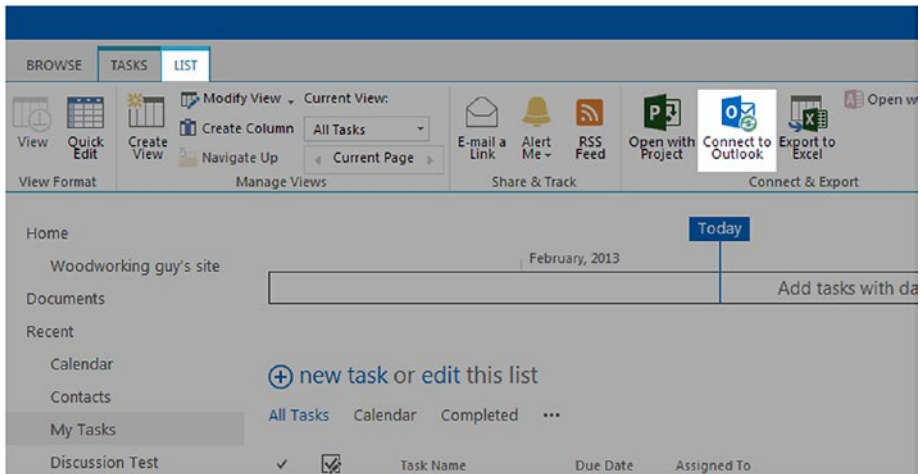 BROWSE TASKS LIST
View
Quick
Edit
Create
View
Modify View
Create Column
Navigate Up
Current View:
All Tasks
Current Page
E-mail a
Link
Alert
Me
RSS
Feed
Open with
Project
Connect to
Outlook
Export to
Excel
Open w
View Format
Manage Views
Share & Track
Connect & Export
Home
Woodworking guy's site
Documents
Recent
Calendar
Contacts
My Tasks
Discussion Test
Today
February, 2013
Add tasks with da
new task or edit this list
All Tasks Calendar Completed ...
Task Name Due Date Assigned To